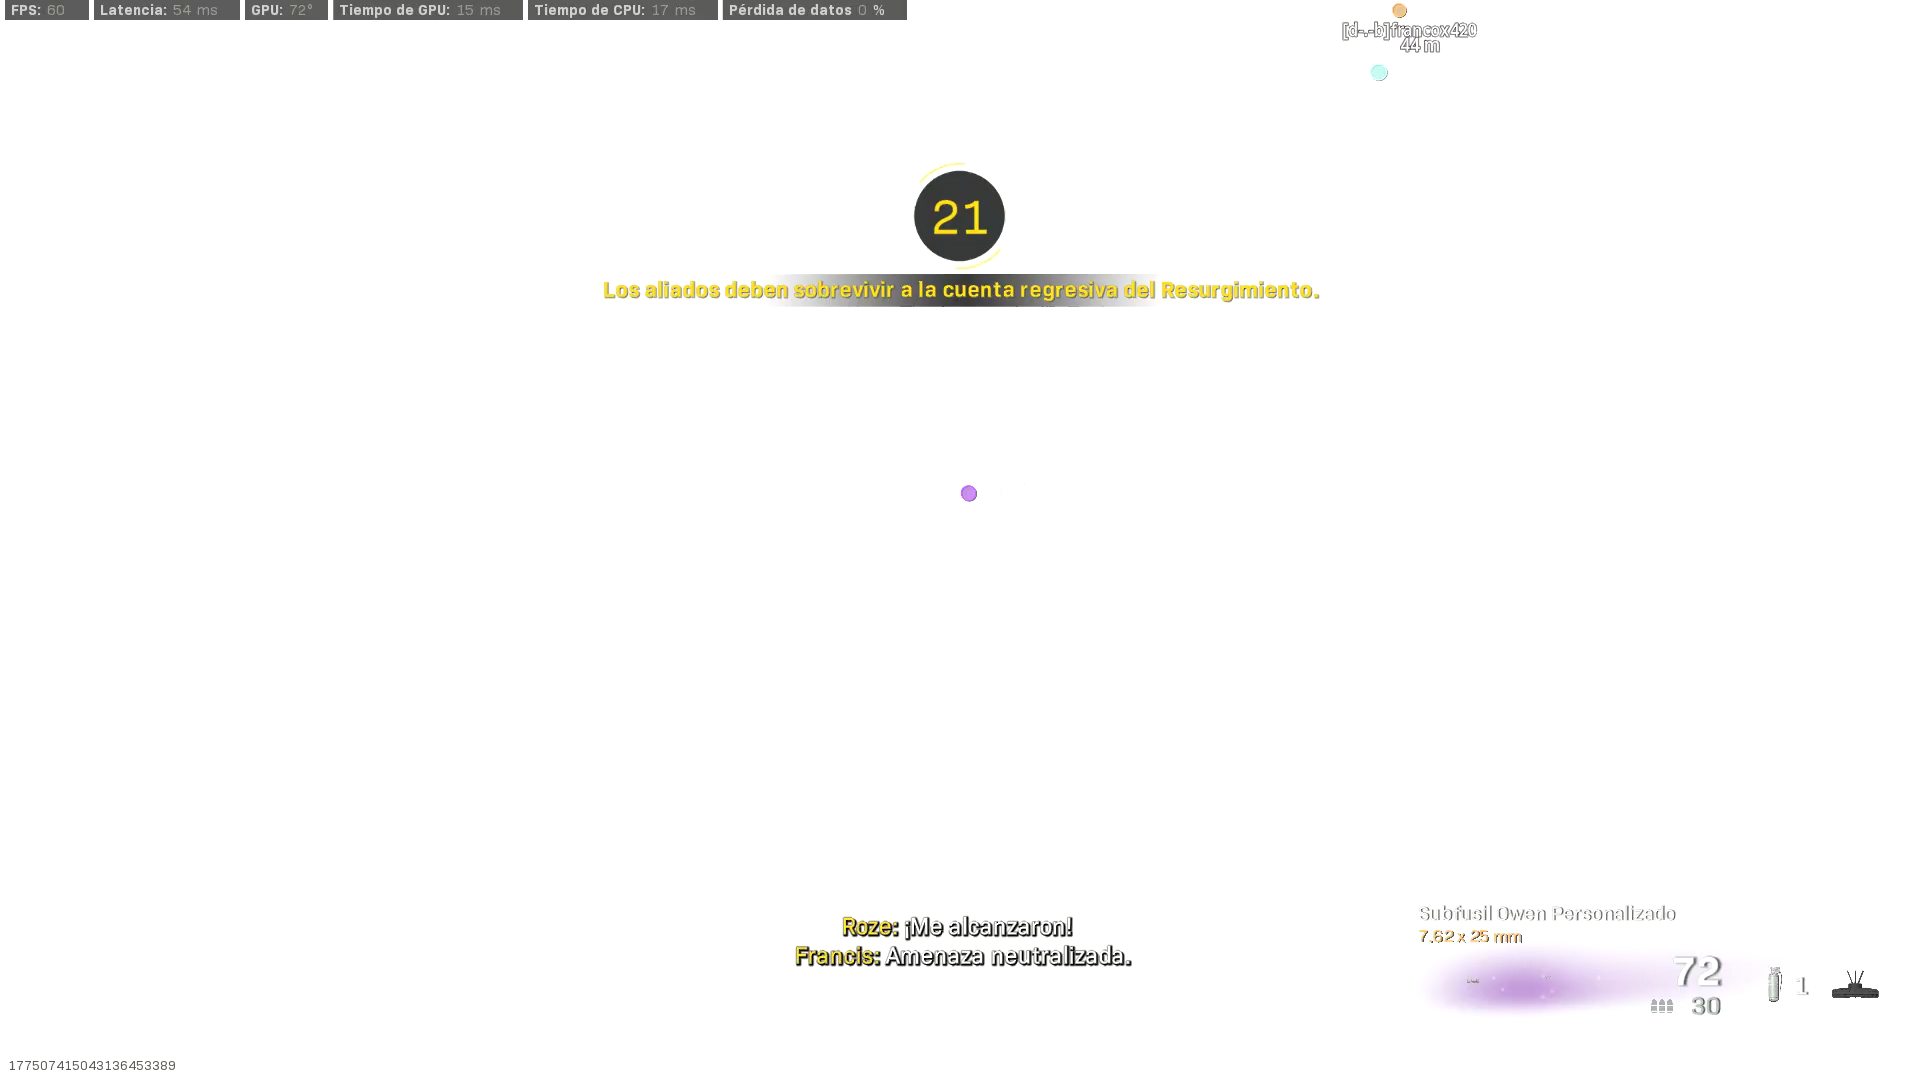 FPS: 60 Latencia: 54 ms GPU: 72° Tiempo de GPU: 15 ms Tiempo de CPU: 17 ms Pérdida de datos 0 %
[d-.-b]francox420
44 m
21
Los aliados deben sobrevivir a la cuenta regresiva del Resurgimiento.
Roze: ¡Me alcanzaron!
Francis: Amenaza neutralizada.
Subfusil Owen Personalizado
7.62 x 25 mm
72
30
1
177507415043136453389